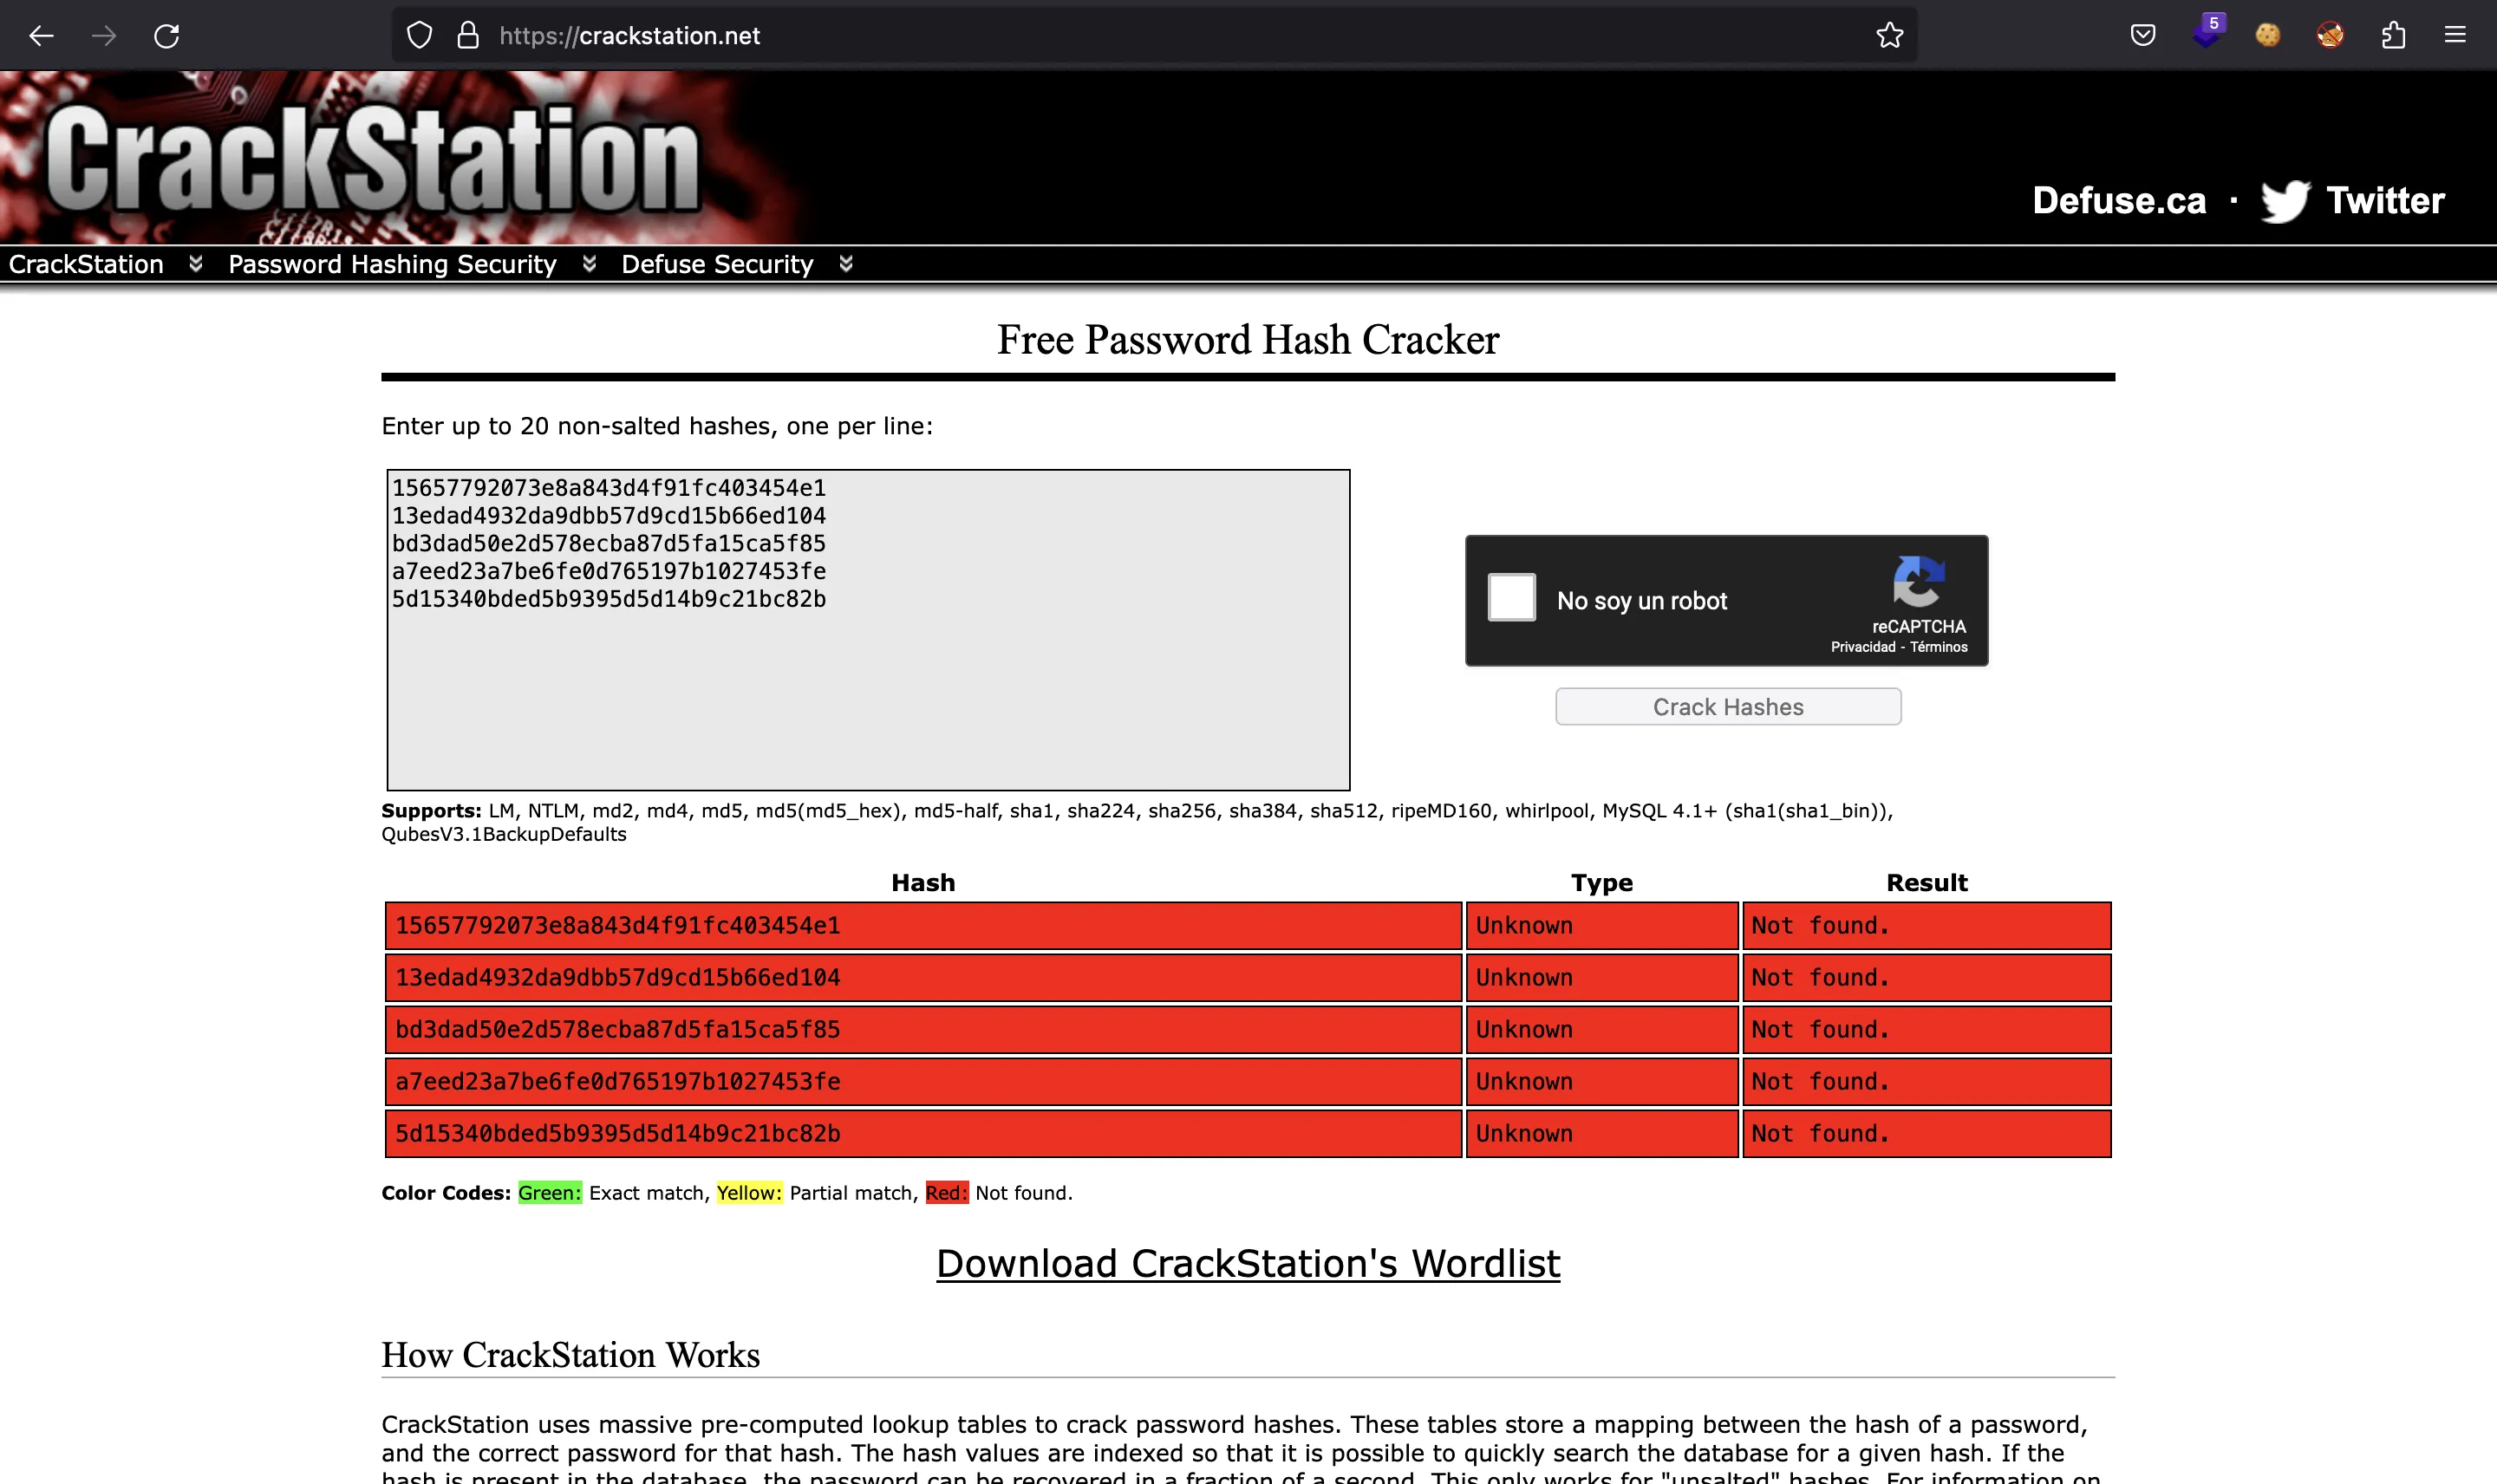 https://crackstation.net
5
CrackStation
Defuse.ca · Twitter
CrackStation Password Hashing Security Defuse Security
Free Password Hash Cracker
Enter up to 20 non-salted hashes, one per line:
15657792073e8a843d4f91fc403454e1
13edad4932da9dbb57d9cd15b66ed104
bd3dad50e2d578ecba87d5fa15ca5f85
a7eed23a7be6fe0d765197b1027453fe
5d15340bded5b9395d5d14b9c21bc82b
No soy un robot
reCAPTCHA
Privacidad - Términos
Crack Hashes
Supports: LM, NTLM, md2, md4, md5, md5(md5_hex), md5-half, sha1, sha224, sha256, sha384, sha512, ripeMD160, whirlpool, MySQL 4.1+ (sha1(sha1_bin)),
QubesV3.1BackupDefaults
Hash Type Result
15657792073e8a843d4f91fc403454e1 Unknown Not found.
13edad4932da9dbb57d9cd15b66ed104 Unknown Not found.
bd3dad50e2d578ecba87d5fa15ca5f85 Unknown Not found.
a7eed23a7be6fe0d765197b1027453fe Unknown Not found.
5d15340bded5b9395d5d14b9c21bc82b Unknown Not found.
Color Codes: Green: Exact match, Yellow: Partial match, Red: Not found.
Download CrackStation's Wordlist
How CrackStation Works
CrackStation uses massive pre-computed lookup tables to crack password hashes. These tables store a mapping between the hash of a password,
and the correct password for that hash. The hash values are indexed so that it is possible to quickly search the database for a given hash. If the
hash is present in the database, the password can be recovered in a fraction of a second. This only works for "unsalted" hashes. For information on